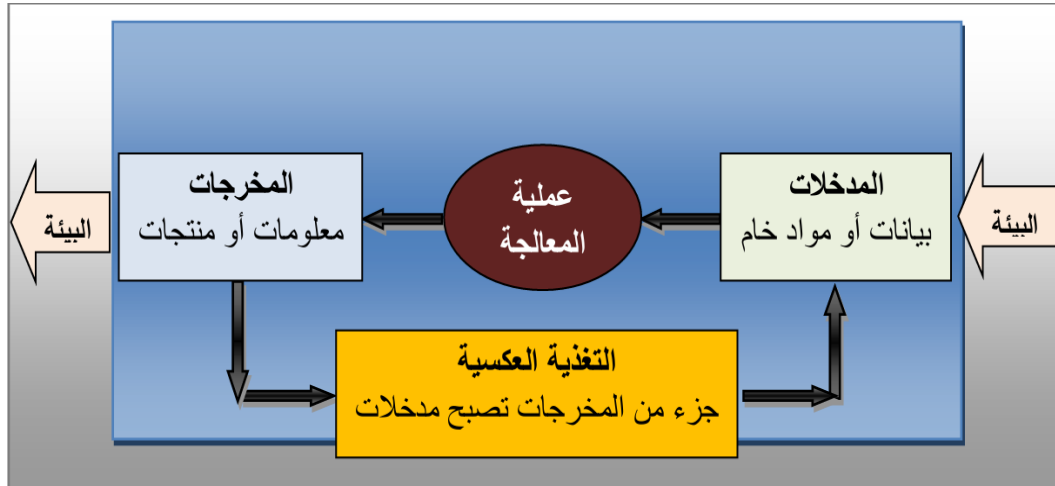 البيئة
المدخلات
بيانات أو مواد خام
عملية
المعالجة
المخرجات
معلومات أو منتجات
البيئة
التغذية العكسية
جزء من المخرجات تصبح مدخلات